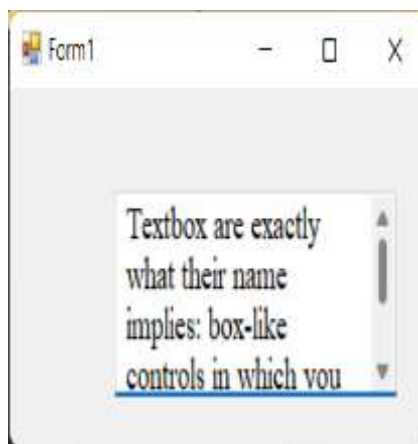 Form1
Textbox are exactly
what their name
implies: box-like
controls in which you